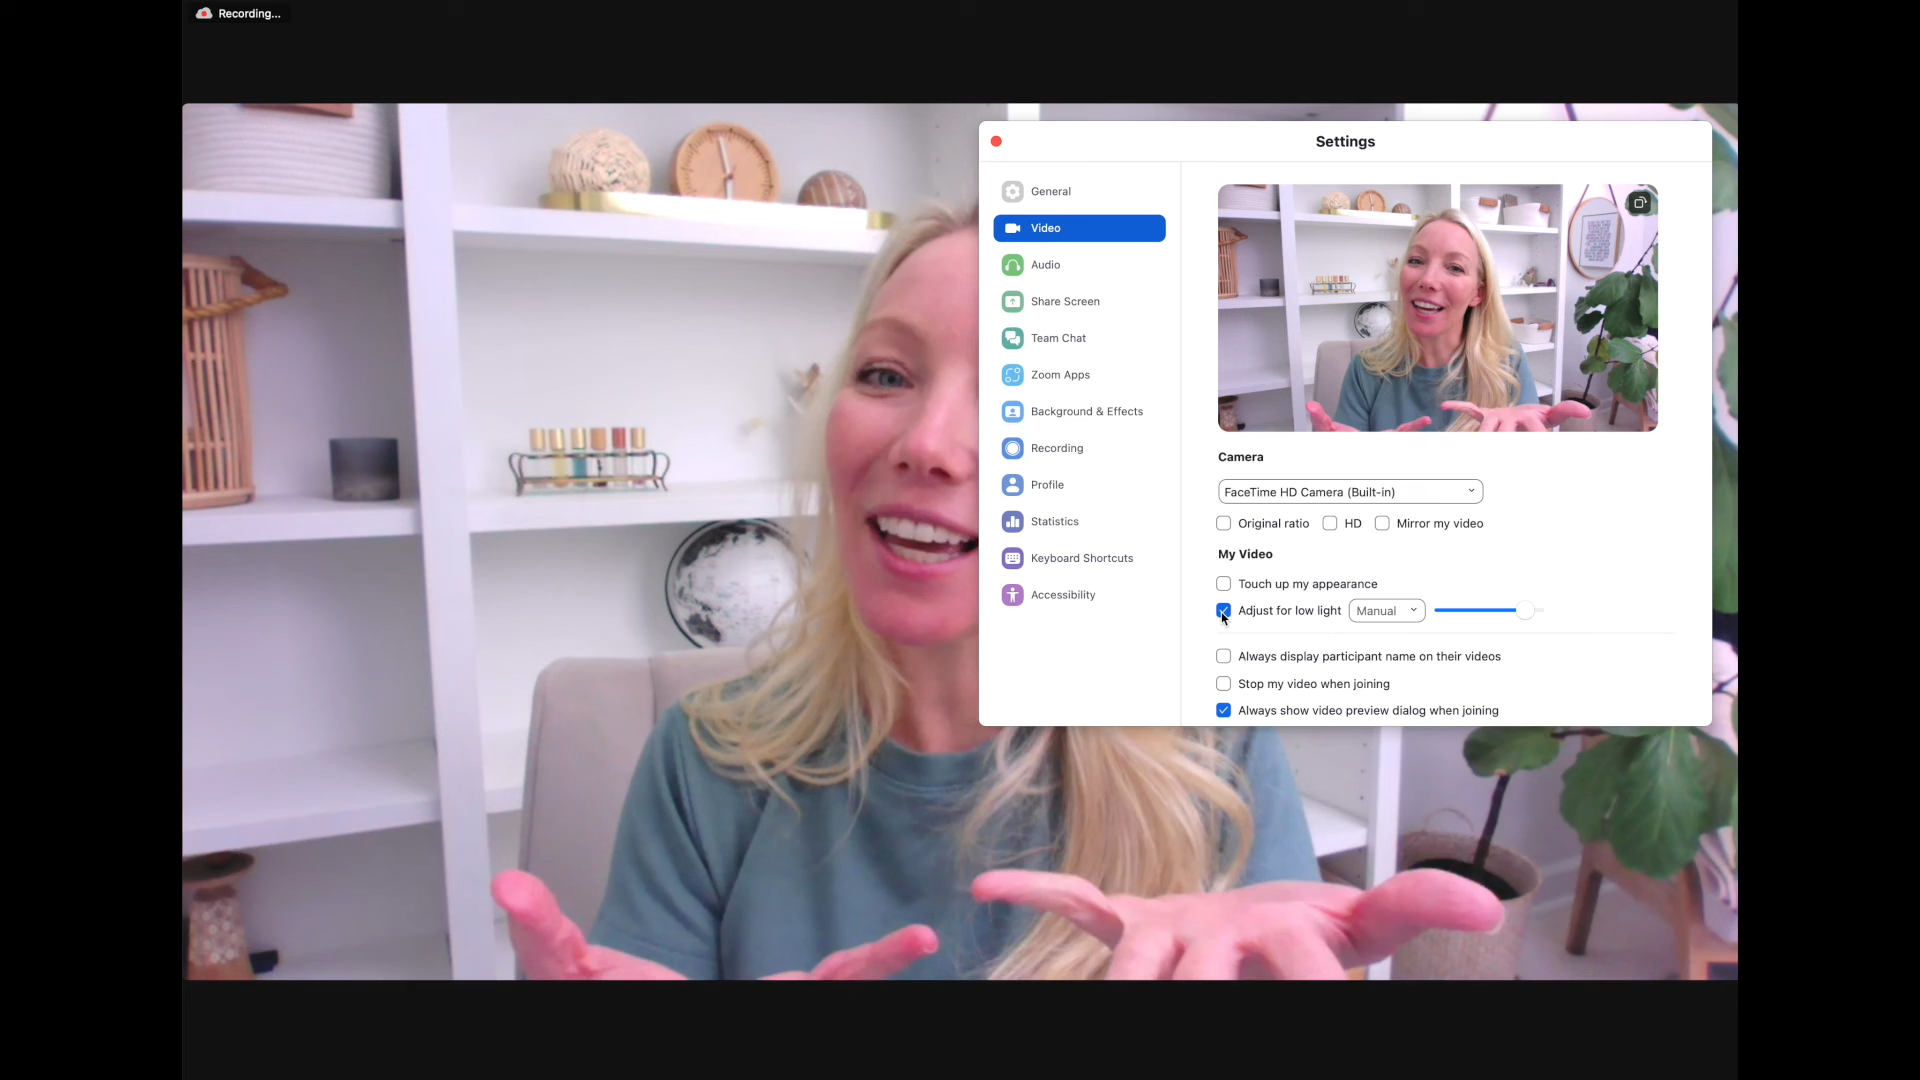 Recording...
Settings
General
Video
Audio
Share Screen
Team Chat
Zoom Apps
Background & Effects
Recording
Profile
Statistics
Keyboard Shortcuts
Accessibility
Camera
FaceTime HD Camera (Built-in)
Original ratio HD Mirror my video
My Video
Touch up my appearance
Adjust for low light Manual
Always display participant name on their videos
Stop my video when joining
Always show video preview dialog when joining